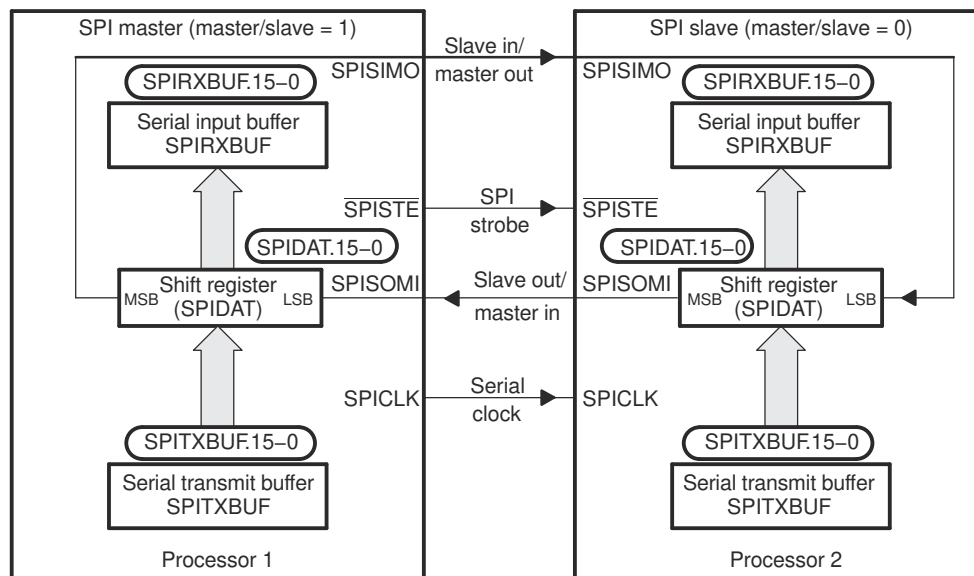 SPI master (master/slave = 1)
SPIRXBUF.15–0
Serial input buffer
SPIRXBUF
SPIDAT.15–0
MSB
Shift register
(SPIDAT)
LSB
SPITXBUF.15–0
Serial transmit buffer
SPITXBUF
Processor 1
SPISIMO
SPISTE
SPISOMI
SPICLK
Slave in/
master out
SPI
strobe
Slave out/
master in
Serial
clock
SPI slave (master/slave = 0)
SPISIMO
SPISTE
SPISOMI
SPICLK
SPIRXBUF.15–0
Serial input buffer
SPIRXBUF
SPIDAT.15–0
MSB
Shift register
(SPIDAT)
LSB
SPITXBUF.15–0
Serial transmit buffer
SPITXBUF
Processor 2